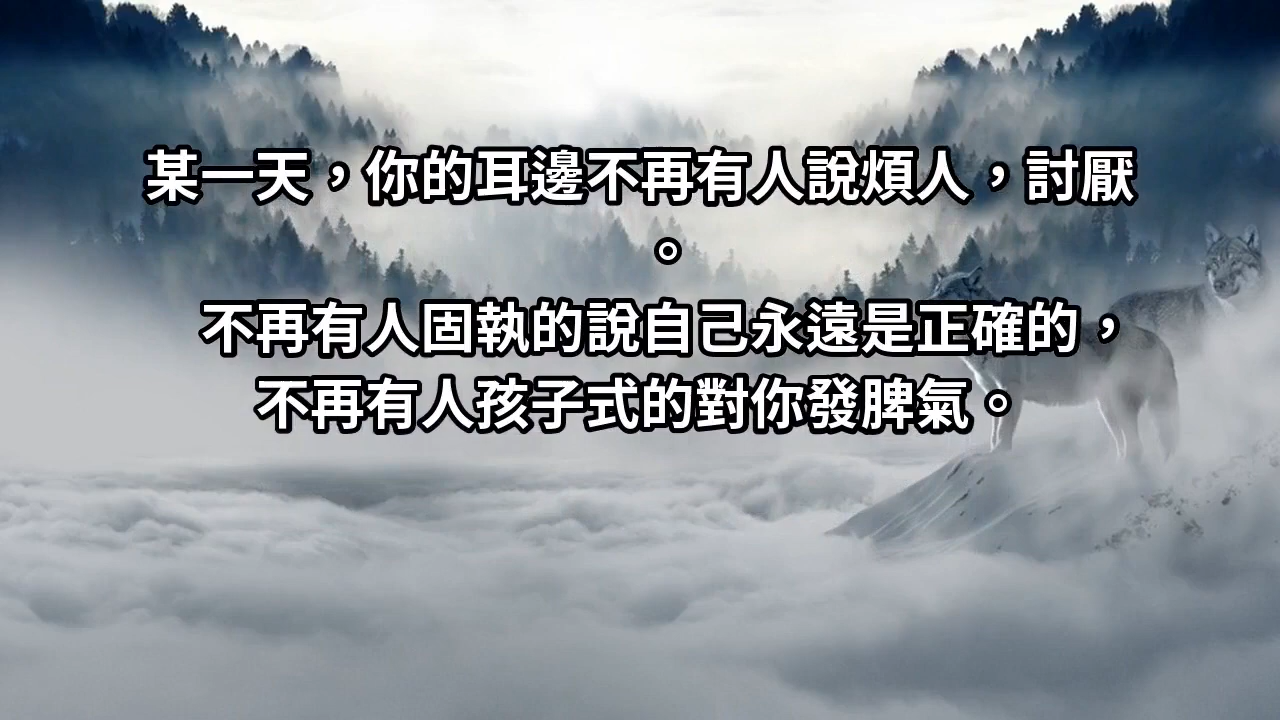 某一天，你的耳邊不再有人說煩人，討厭
。
不再有人固執的說自己永遠是正確的，
不再有人孩子式的對你發脾氣。